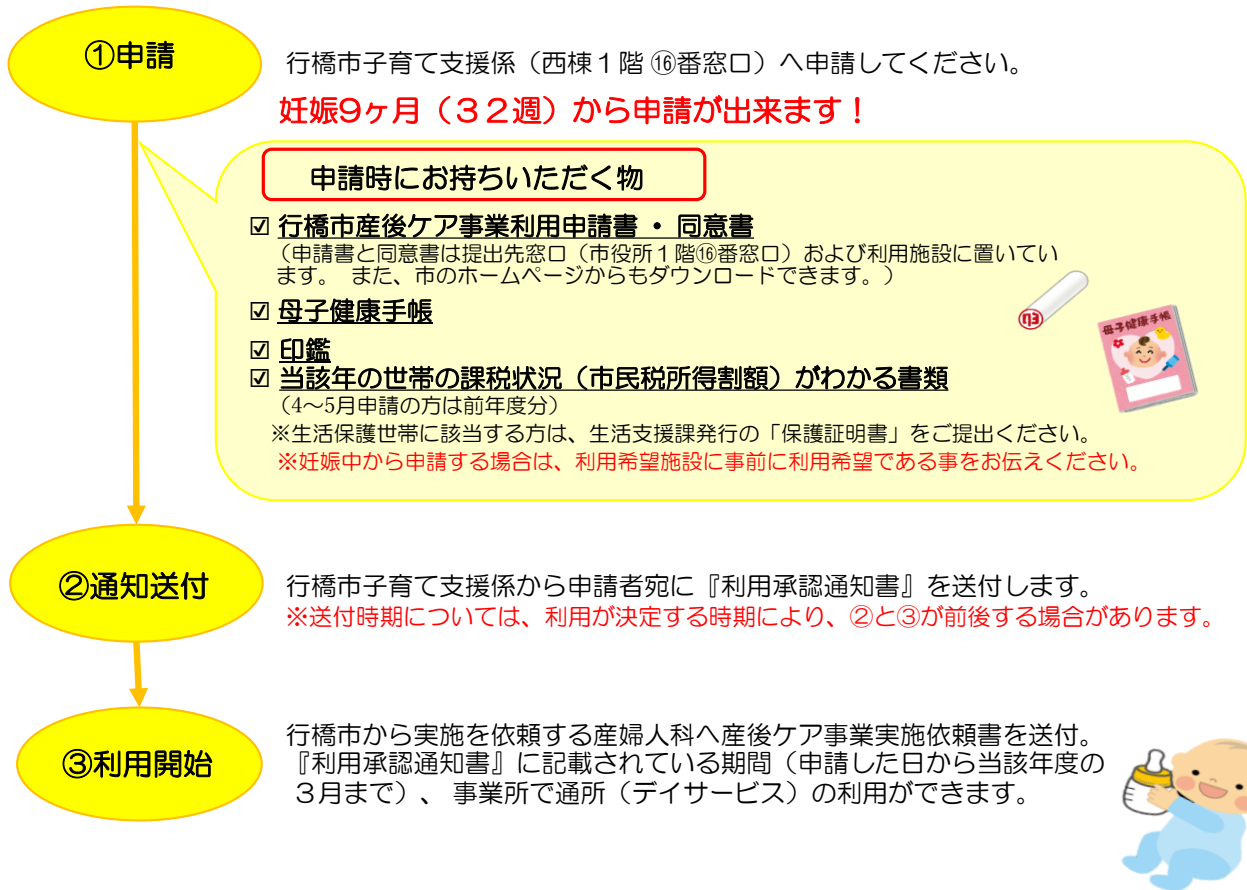 ①申請
行橋市子育て支援係（西棟１階 ⑯番窓口）へ申請してください。
妊娠9ヶ月（３２週）から申請が出来ます！
申請時にお持ちいただく物
☑ 行橋市産後ケア事業利用申請書 ・ 同意書
（申請書と同意書は提出先窓口（市役所１階⑯番窓口）および利用施設に置いてい
ます。 また、市のホームページからもダウンロードできます。）
☑ 母子健康手帳
☑ 印鑑
☑ 当該年の世帯の課税状況（市民税所得割額）がわかる書類
（4～5月申請の方は前年度分）
※生活保護世帯に該当する方は、生活支援課発行の「保護証明書」をご提出ください。
※妊娠中から申請する場合は、利用希望施設に事前に利用希望である事をお伝えください。
印
母子健康手帳
②通知送付
行橋市子育て支援係から申請者宛に『利用承認通知書』を送付します。
※送付時期については、利用が決定する時期により、②と③が前後する場合があります。
③利用開始
行橋市から実施を依頼する産婦人科へ産後ケア事業実施依頼書を送付。
『利用承認通知書』に記載されている期間（申請した日から当該年度の
３月まで）、 事業所で通所（デイサービス）の利用ができます。